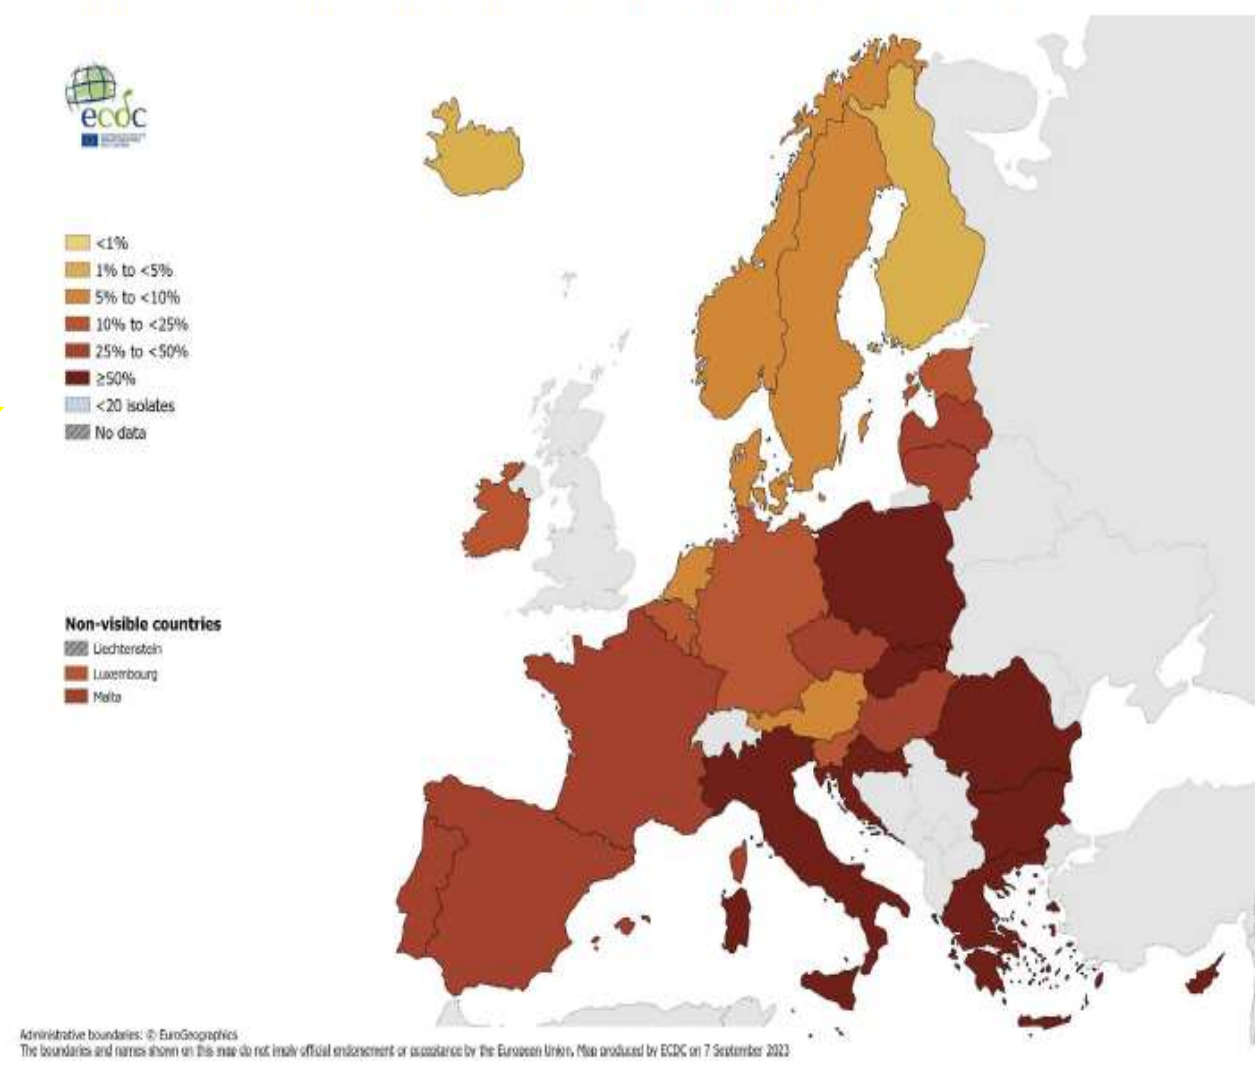 ecdc
<1%
1% to <5%
5% to <10%
10% to <25%
25% to <50%
≥50%
<20 isolates
No data
Non-visible countries
Liechtenstein
Luxembourg
Malta
Administrative boundaries: © EuroGeographics
The boundaries and names shown on this map do not imply official endorsement or acceptance by the European Union. Map produced by ECDC on 7 September 2023